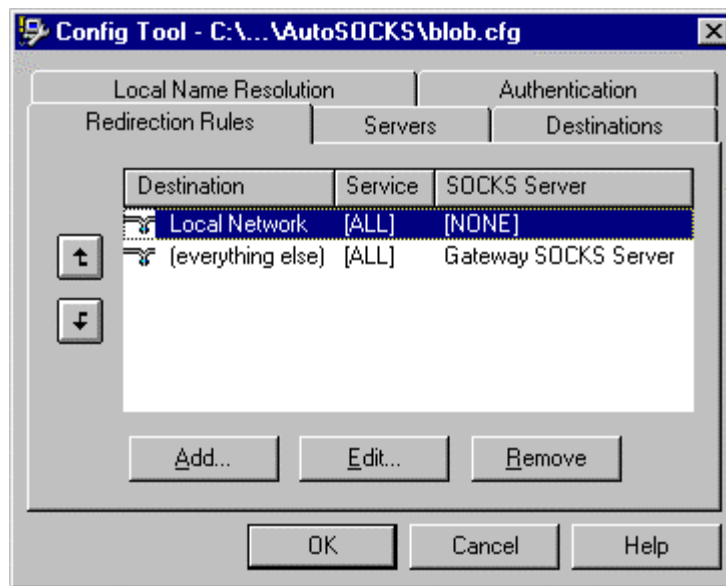 Config Tool - C:\...\AutoSOCKS\blob.cfg
Local Name Resolution Authentication
Redirection Rules Servers Destinations
Destination Service SOCKS Server
Local Network [ALL] [NONE]
(everything else) [ALL] Gateway SOCKS Server
Add... Edit... Remove
OK Cancel Help